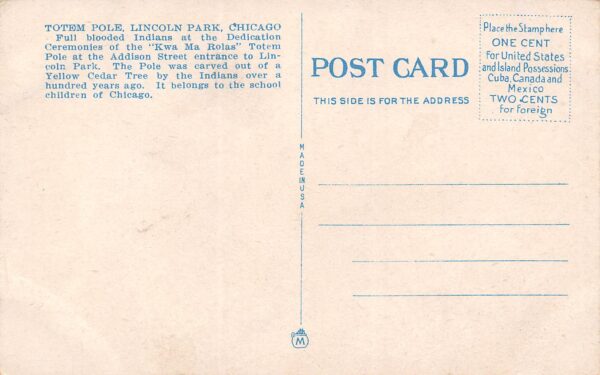 TOTEM POLE, LINCOLN PARK, CHICAGO
Full blooded Indians at the Dedication
Ceremonies of the "Kwa Ma Rolas" Totem
Pole at the Addison Street entrance to Lin-
coln Park. The Pole was carved out of a
Yellow Cedar Tree by the Indians over a
hundred years ago. It belongs to the school
children of Chicago.
POST CARD
THIS SIDE IS FOR THE ADDRESS
Place the Stamp here
ONE CENT
for United States
and Island Possessions
Cuba, Canada and
Mexico
TWO CENTS
for Foreign
MADE IN USA
M